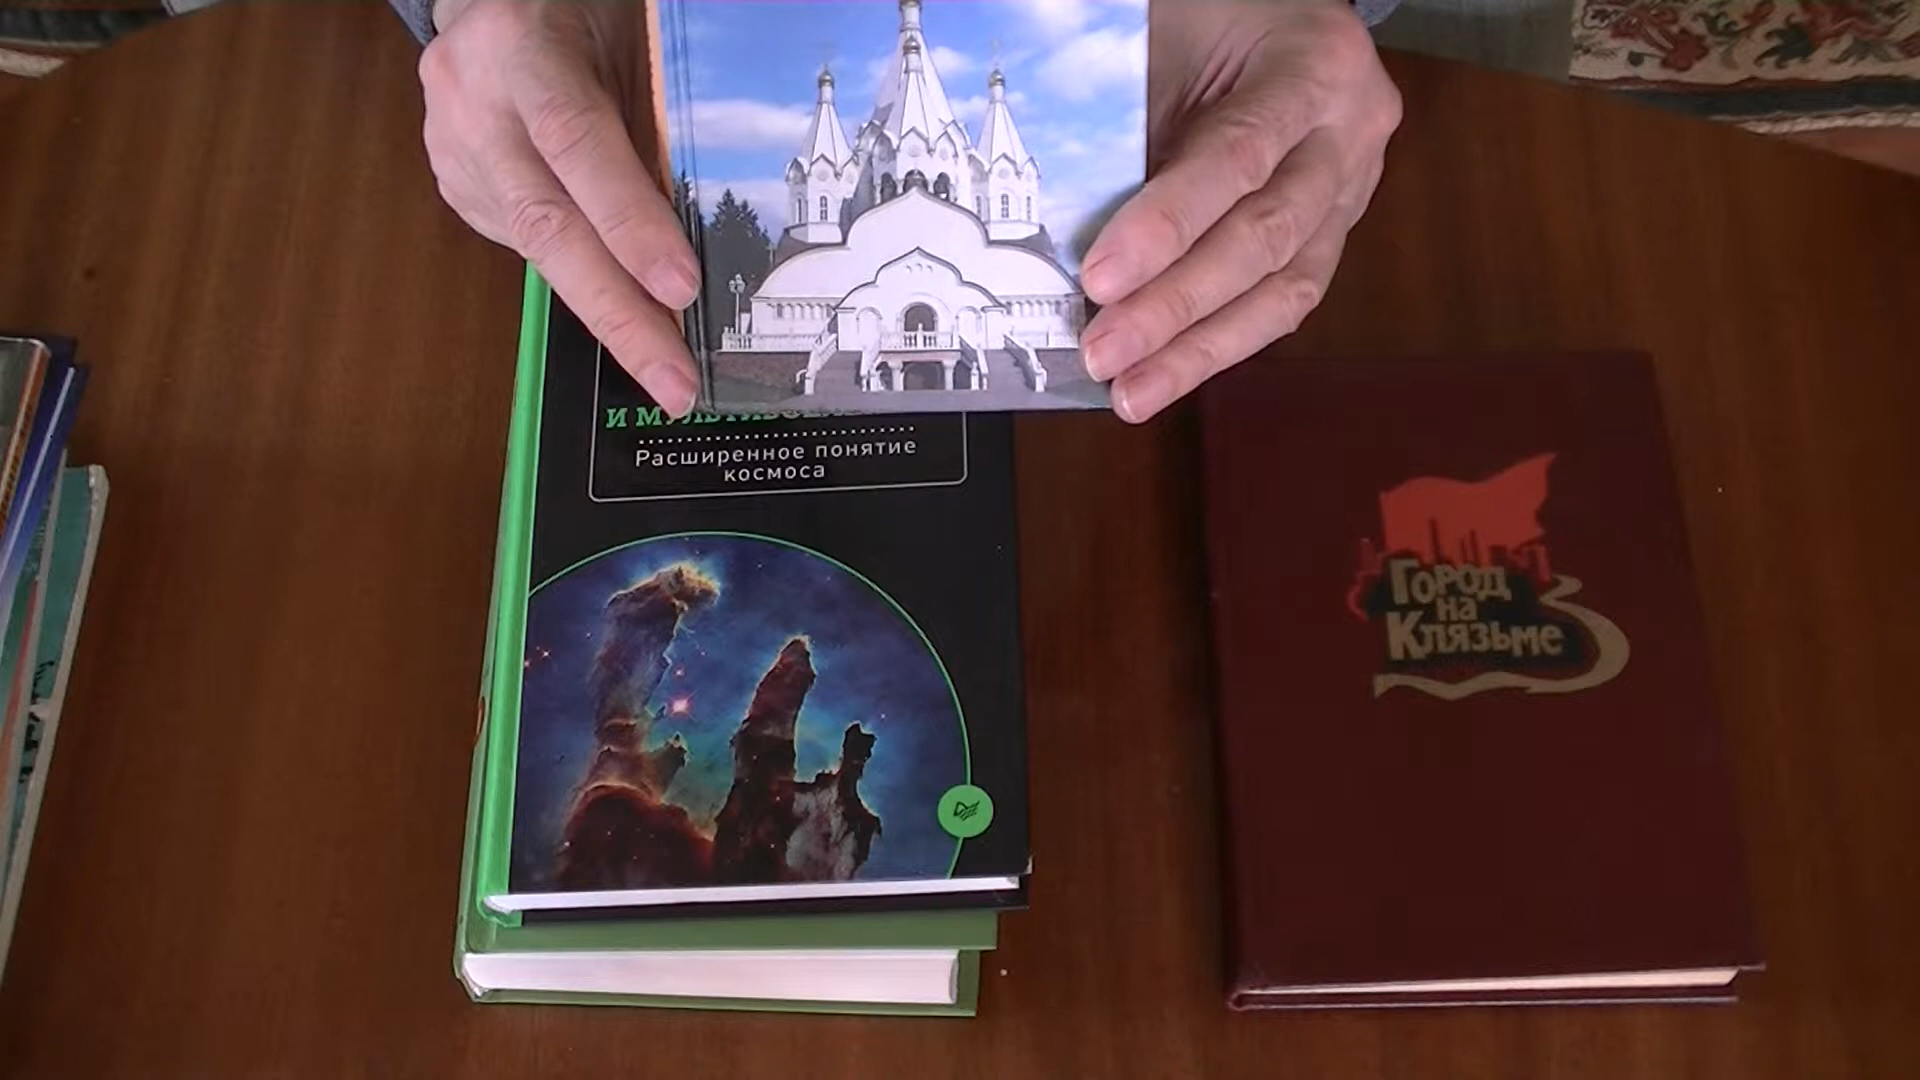 Расширенное понятие
космоса
Город
на
Клязьме